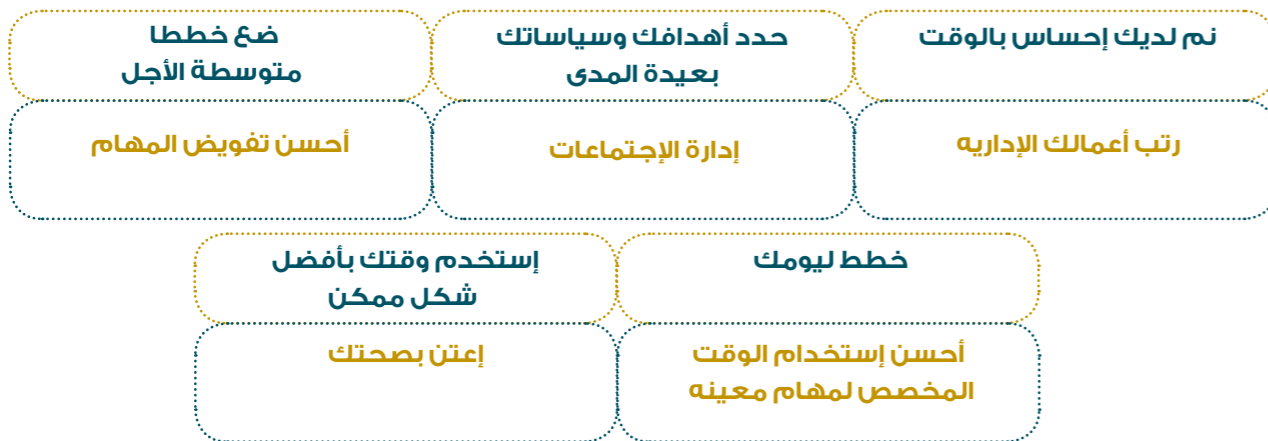 نم لديك إحساس بالوقت
حدد أهدافك وسياساتك
بعيدة المدى
ضع خططا
متوسطة الأجل
رتب أعمالك الإداريه
إدارة الإجتماعات
أحسن تفويض المهام
خطط ليومك
إستخدم وقتك بأفضل
شكل ممكن
أحسن إستخدام الوقت
المخصص لمهام معينه
إعتن بصحتك